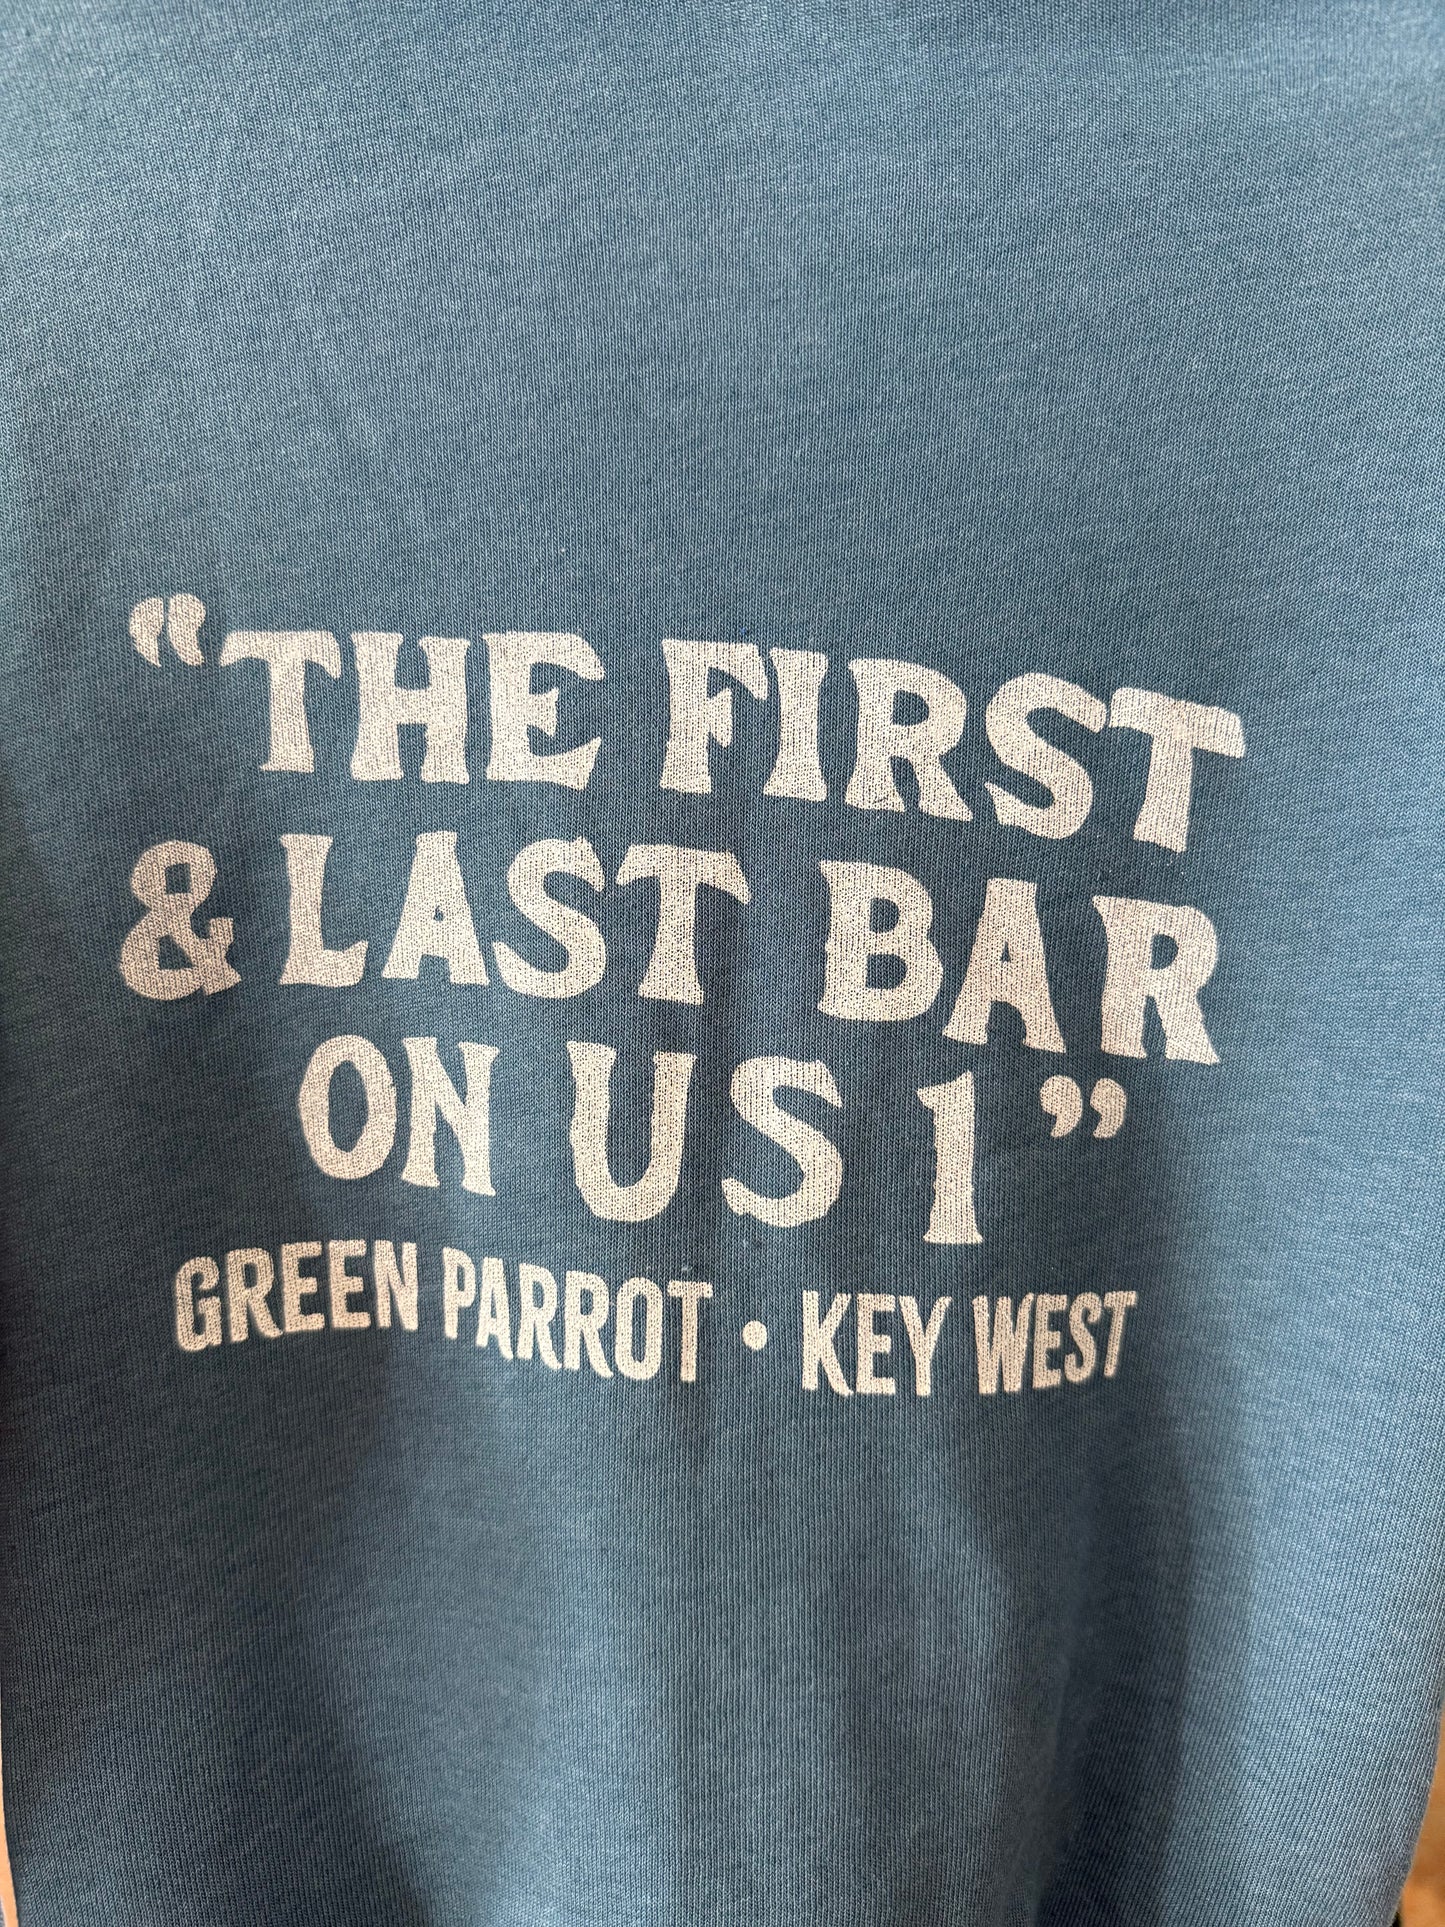 “THE FIRST
& LAST BAR
ON US 1”
GREEN PARROT • KEY WEST